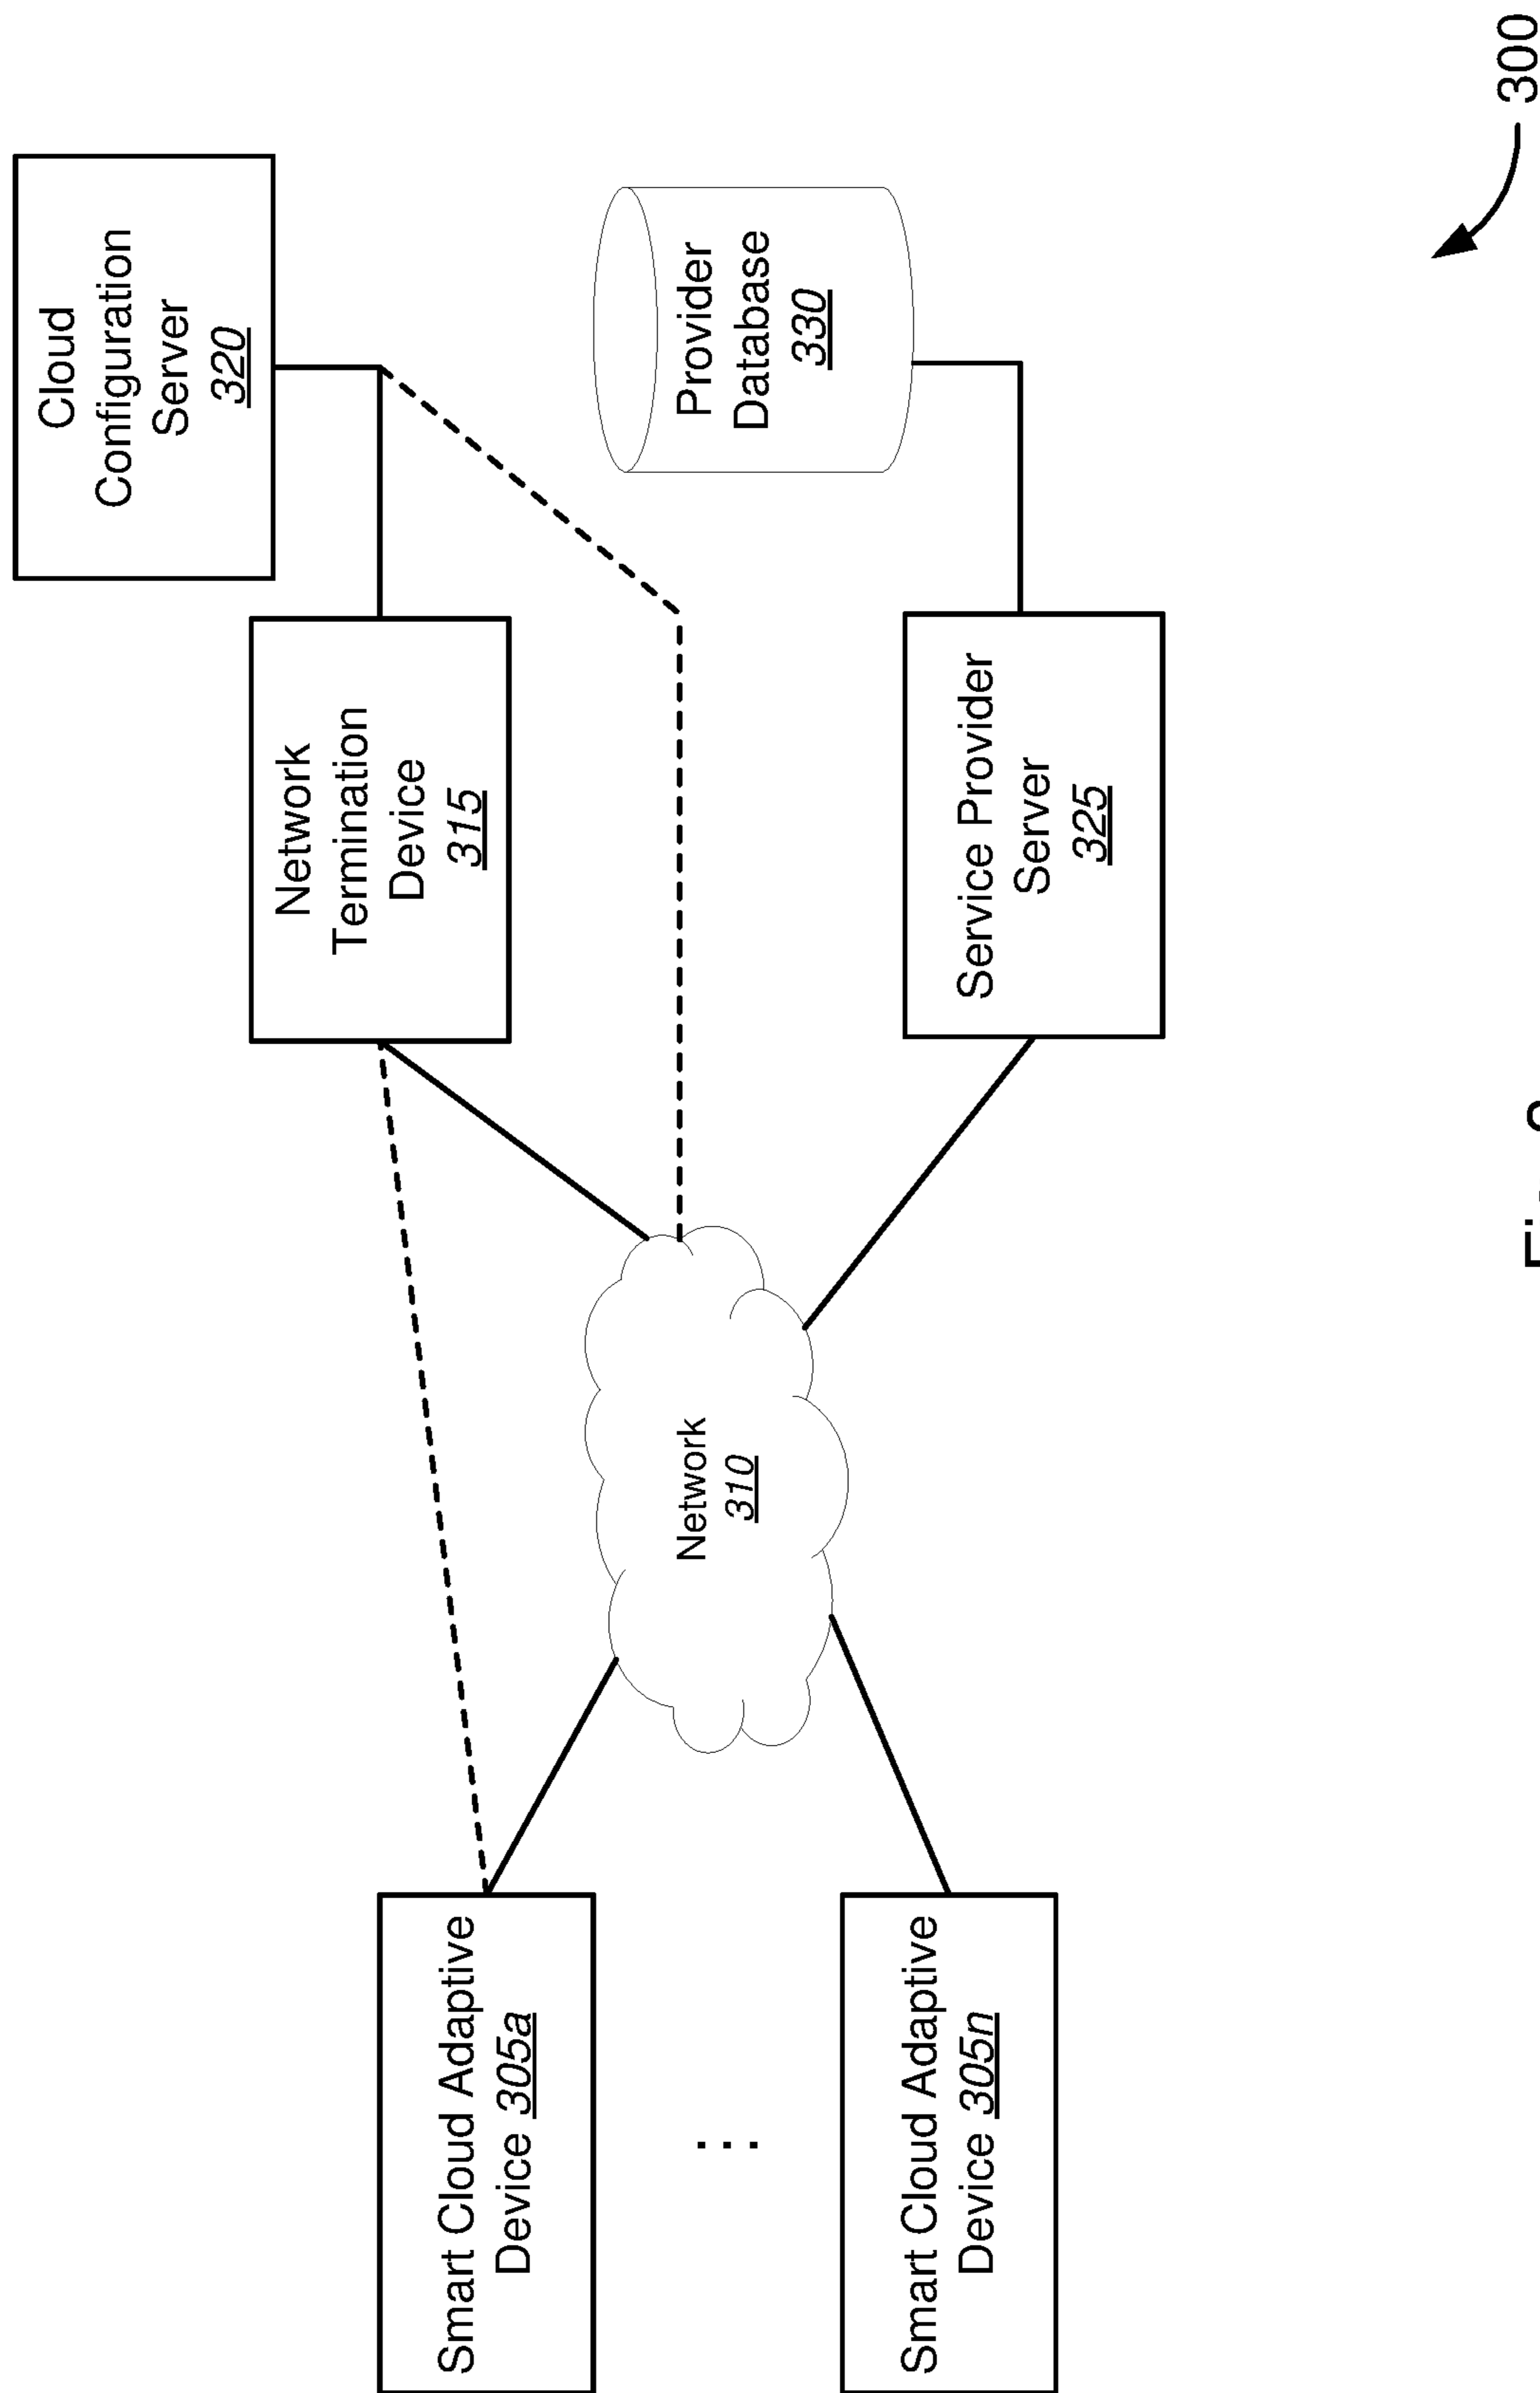 Cloud
Configuration
Server
320
Network
Termination
Device
315
Provider
Database
330
Smart Cloud Adaptive
Device 305a
Network
310
Service Provider
Server
325
...
Smart Cloud Adaptive
Device 305n
300